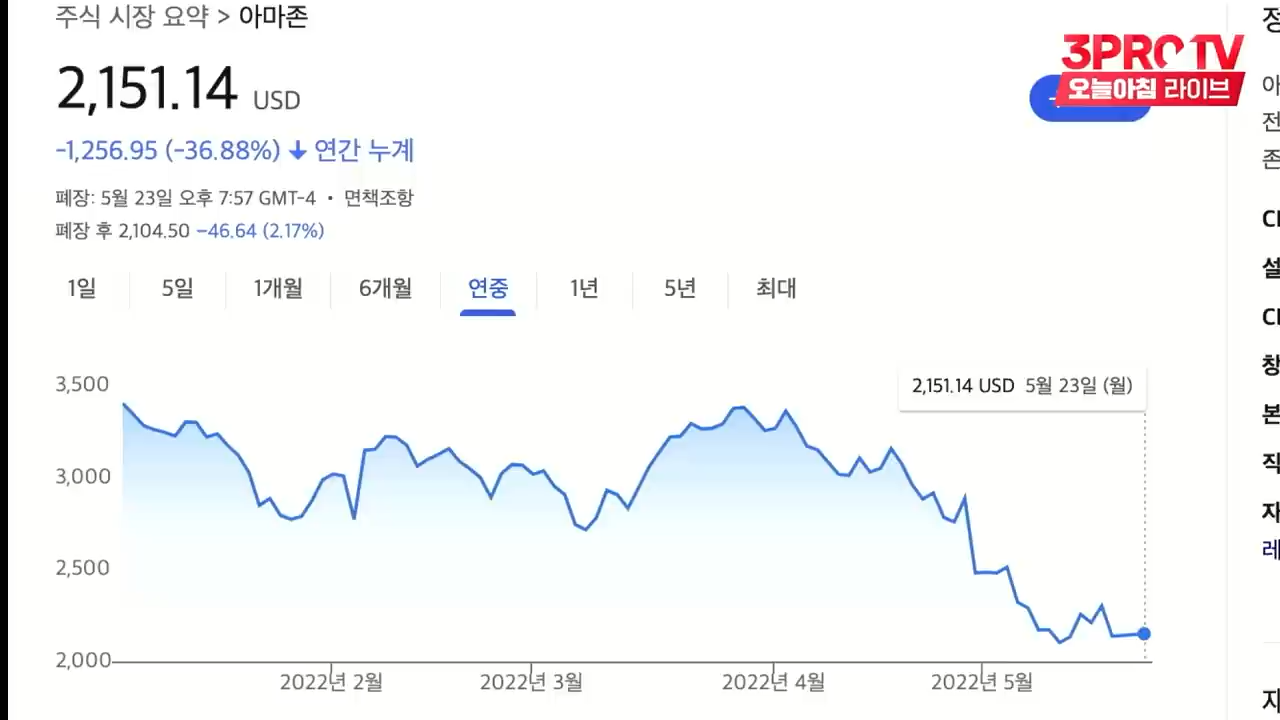 주식 시장 요약 > 아마존
3PRO TV
오늘아침 라이브
2,151.14 USD
-1,256.95 (-36.88%) ↓ 연간 누계
폐장: 5월 23일 오후 7:57 GMT-4 • 면책조항
폐장 후 2,104.50 -46.64 (2.17%)
1일 5일 1개월 6개월 연중 1년 5년 최대
2,151.14 USD 5월 23일 (월)
3,500
3,000
2,500
2,000
2022년 2월 2022년 3월 2022년 4월 2022년 5월